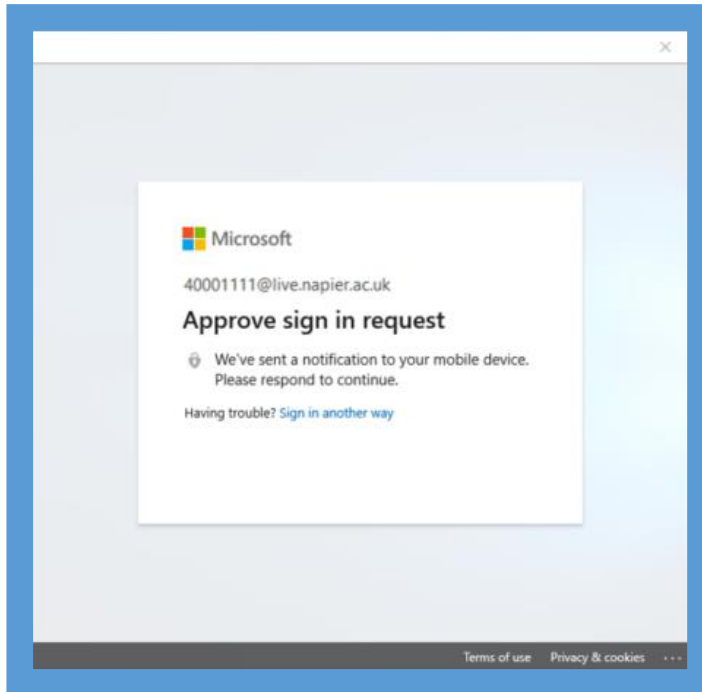 Microsoft
40001111@live.napier.ac.uk
Approve sign in request
We've sent a notification to your mobile device.
Please respond to continue.
Having trouble? Sign in another way
Terms of use Privacy & cookies ...